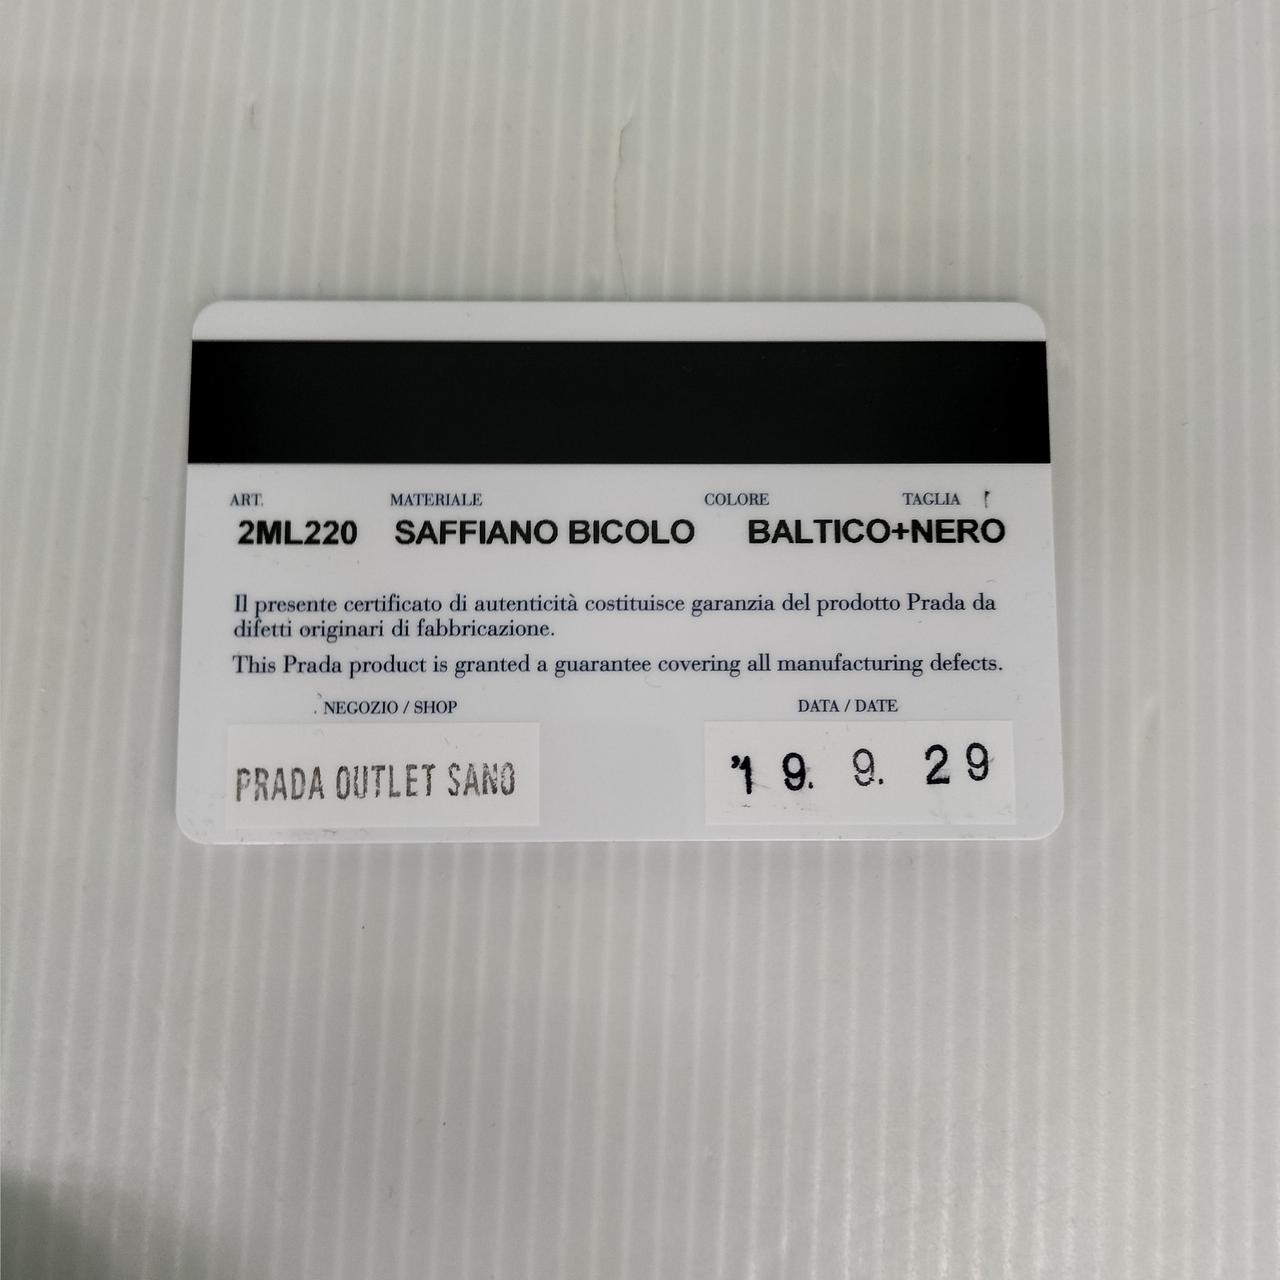 ART. MATERIALE COLORE TAGLIA
2ML220 SAFFIANO BICOLO BALTICO+NERO
Il presente certificato di autenticità costituisce garanzia del prodotto Prada da
difetti originari di fabbricazione.
This Prada product is granted a guarantee covering all manufacturing defects.
NEGOZIO / SHOP DATA / DATE
PRADA OUTLET SANO '19. 9. 29